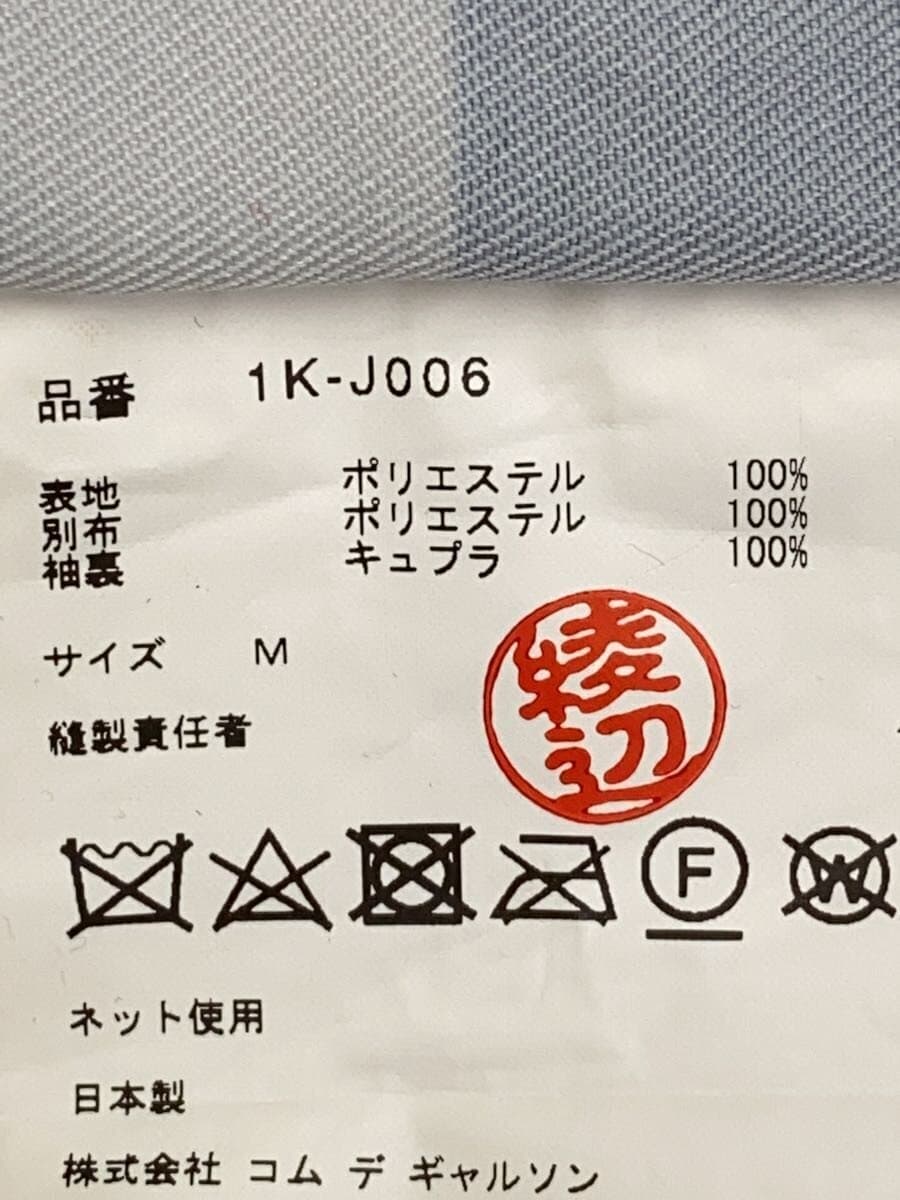 品番 1K-J006
表地 ポリエステル 100%
別布 ポリエステル 100%
袖裏 キュプラ 100%
サイズ M
縫製責任者
綾辺
F W
ネット使用
日本製
株式会社 コム デ ギャルソン